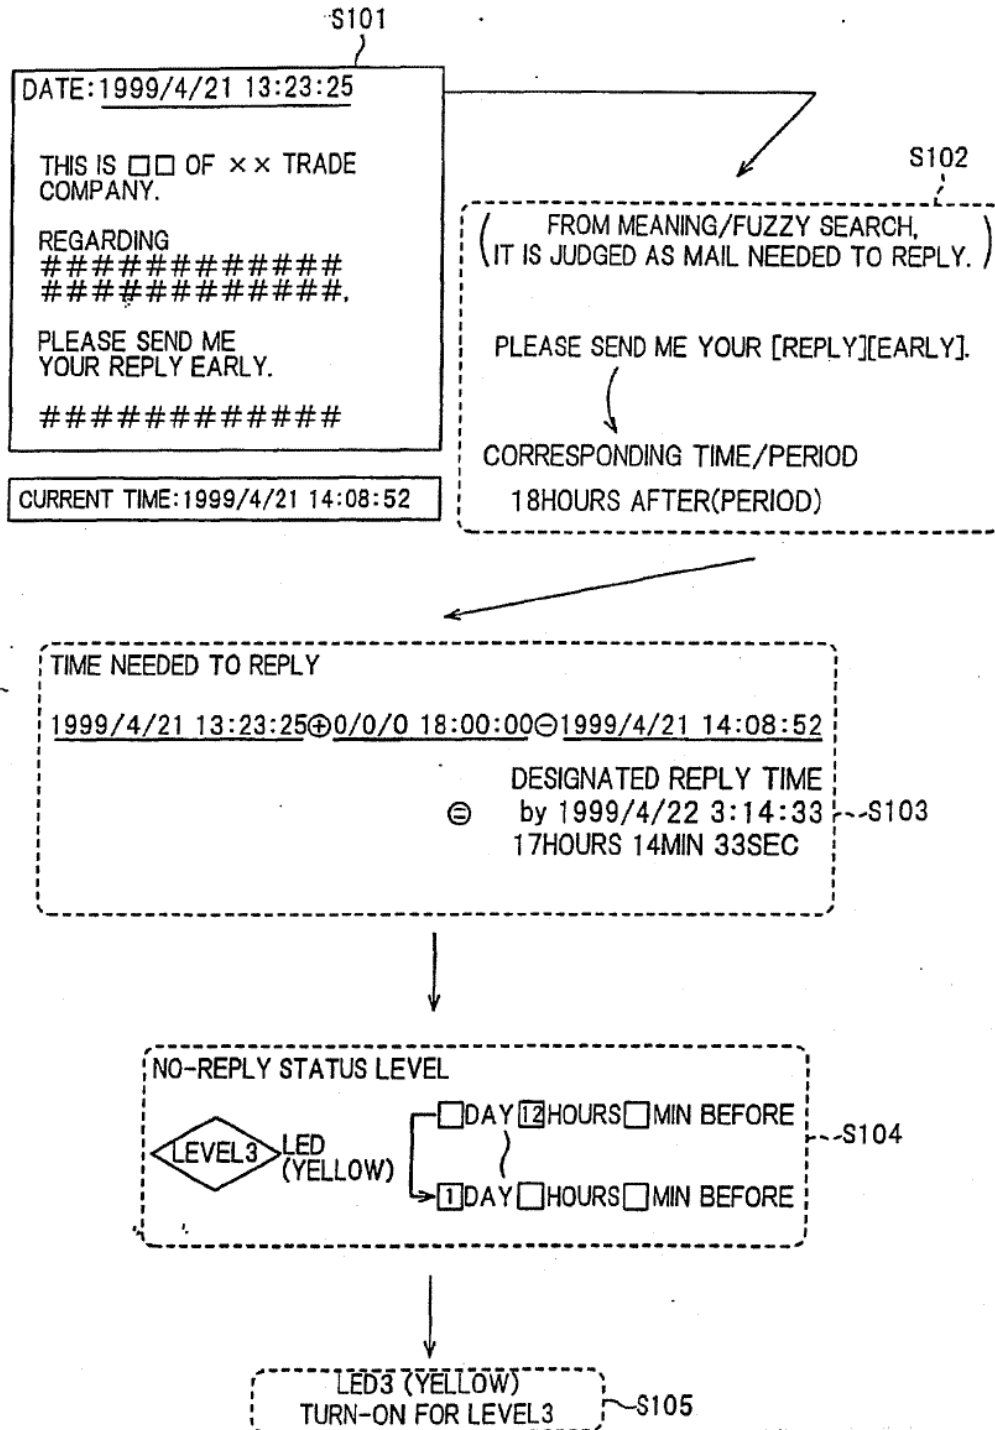 S101
DATE:1999/4/21 13:23:25
THIS IS □□ OF ×× TRADE
COMPANY.
REGARDING
############
############.
PLEASE SEND ME
YOUR REPLY EARLY.
############
CURRENT TIME:1999/4/21 14:08:52
S102
(FROM MEANING/FUZZY SEARCH,
IT IS JUDGED AS MAIL NEEDED TO REPLY.)
PLEASE SEND ME YOUR [REPLY][EARLY].
CORRESPONDING TIME/PERIOD
18HOURS AFTER(PERIOD)
TIME NEEDED TO REPLY
1999/4/21 13:23:25⊕0/0/0 18:00:00⊖1999/4/21 14:08:52
DESIGNATED REPLY TIME
⊜ by 1999/4/22 3:14:33
17HOURS 14MIN 33SEC
S103
NO-REPLY STATUS LEVEL
LEVEL3
LED
(YELLOW)
□DAY 12HOURS□MIN BEFORE
1DAY□HOURS□MIN BEFORE
S104
LED3 (YELLOW)
TURN-ON FOR LEVEL3
S105